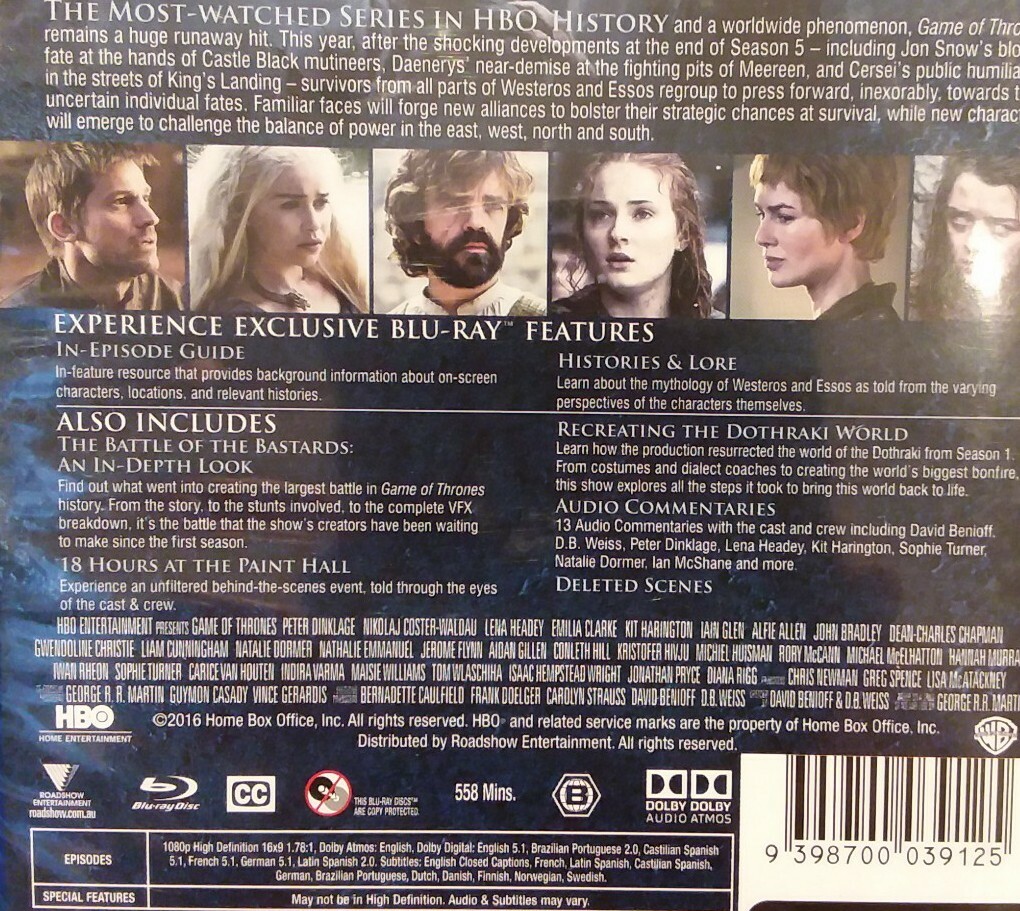 THE MOST-WATCHED SERIES IN HBO HISTORY and a worldwide phenomenon, Game of Thro
remains a huge runaway hit. This year, after the shocking developments at the end of Season 5 – including Jon Snow's blo
fate at the hands of Castle Black mutineers, Daenerys' near-demise at the fighting pits of Meereen, and Cersei's public humilia
in the streets of King's Landing – survivors from all parts of Westeros and Essos regroup to press forward, inexorably, towards t
uncertain individual fates. Familiar faces will forge new alliances to bolster their strategic chances at survival, while new charac
will emerge to challenge the balance of power in the east, west, north and south.
EXPERIENCE EXCLUSIVE BLU-RAY™ FEATURES
IN-EPISODE GUIDE
In-feature resource that provides background information about on-screen
characters, locations, and relevant histories.
HISTORIES & LORE
Learn about the mythology of Westeros and Essos as told from the varying
perspectives of the characters themselves.
ALSO INCLUDES
THE BATTLE OF THE BASTARDS:
AN IN-DEPTH LOOK
Find out what went into creating the largest battle in Game of Thrones
history. From the story, to the stunts involved, to the complete VFX
breakdown, it's the battle that the show's creators have been waiting
to make since the first season.
18 HOURS AT THE PAINT HALL
Experience an unfiltered behind-the-scenes event, told through the eyes
of the cast & crew.
RECREATING THE DOTHRAKI WORLD
Learn how the production resurrected the world of the Dothraki from Season 1.
From costumes and dialect coaches to creating the world's biggest bonfire,
this show explores all the steps it took to bring this world back to life.
AUDIO COMMENTARIES
13 Audio Commentaries with the cast and crew including David Benioff,
D.B. Weiss, Peter Dinklage, Lena Headey, Kit Harington, Sophie Turner,
Natalie Dormer, Ian McShane and more.
DELETED SCENES
HBO ENTERTAINMENT PRESENTS GAME OF THRONES PETER DINKLAGE NIKOLAJ COSTER-WALDAU LENA HEADEY EMILIA CLARKE KIT HARINGTON IAIN GLEN ALFIE ALLEN JOHN BRADLEY DEAN-CHARLES CHAPMAN
GWENDOLINE CHRISTIE LIAM CUNNINGHAM NATALIE DORMER NATHALIE EMMANUEL JEROME FLYNN AIDAN GILLEN CONLETH HILL KRISTOFER HIVJU MICHIEL HUISMAN RORY McCANN MICHAEL McELHATTON HANNAH MURRA
IWAN RHEON SOPHIE TURNER CARICE VAN HOUTEN INDIRA VARMA MAISIE WILLIAMS TOM WLASCHIHA ISAAC HEMPSTEAD WRIGHT JONATHAN PRYCE DIANA RIGG CHRIS NEWMAN GREG SPENCE LISA McATACKNEY
GEORGE R. R. MARTIN GUYMON CASADY VINCE GERARDIS BERNADETTE CAULFIELD FRANK DOELGER CAROLYN STRAUSS DAVID BENIOFF D.B. WEISS DAVID BENIOFF & D.B. WEISS GEORGE R.R. MARTI
HBO
HOME ENTERTAINMENT
©2016 Home Box Office, Inc. All rights reserved. HBO® and related service marks are the property of Home Box Office, Inc.
Distributed by Roadshow Entertainment. All rights reserved.
WB
ROADSHOW
ENTERTAINMENT
roadshow.com.au
Blu-ray Disc
CC
THIS BLU-RAY DISCS™
ARE COPY PROTECTED.
558 Mins.
B
DOLBY DOLBY
AUDIO ATMOS
EPISODES
1080p High Definition 16x9 1.78:1, Dolby Atmos: English, Dolby Digital: English 5.1, Brazilian Portuguese 2.0, Castilian Spanish
5.1, French 5.1, German 5.1, Latin Spanish 2.0. Subtitles: English Closed Captions, French, Latin Spanish, Castilian Spanish,
German, Brazilian Portuguese, Dutch, Danish, Finnish, Norwegian, Swedish.
SPECIAL FEATURES
May not be in High Definition. Audio & Subtitles may vary.
9 398700 039125